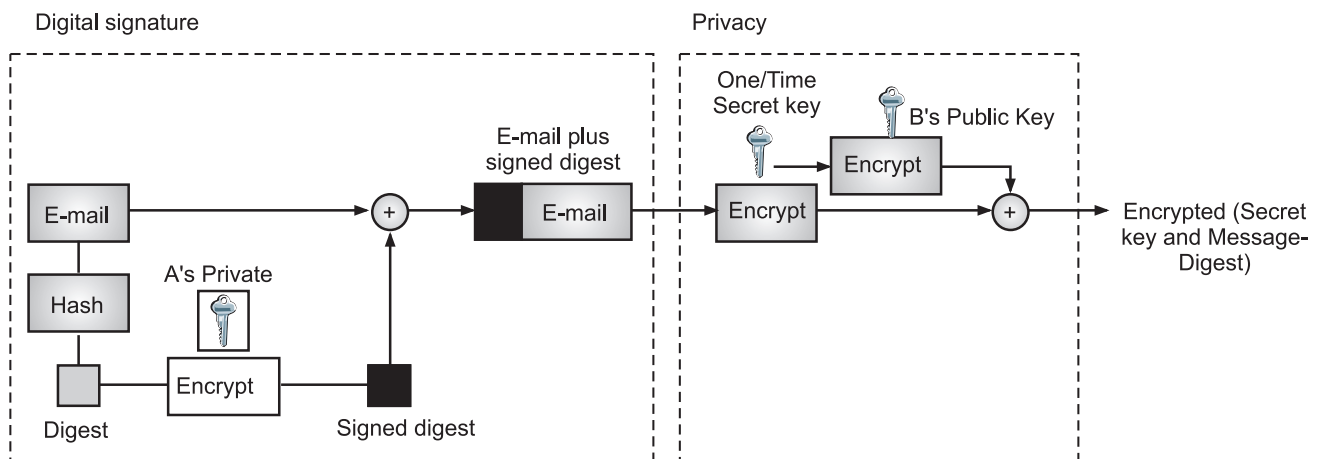 Digital signature
Privacy
One/Time
Secret key
B's Public Key
E-mail plus
signed digest
Encrypt
E-mail
E-mail
Encrypt
Encrypted (Secret
key and Message-
Digest)
A's Private
Hash
Encrypt
Digest
Signed digest
+
+